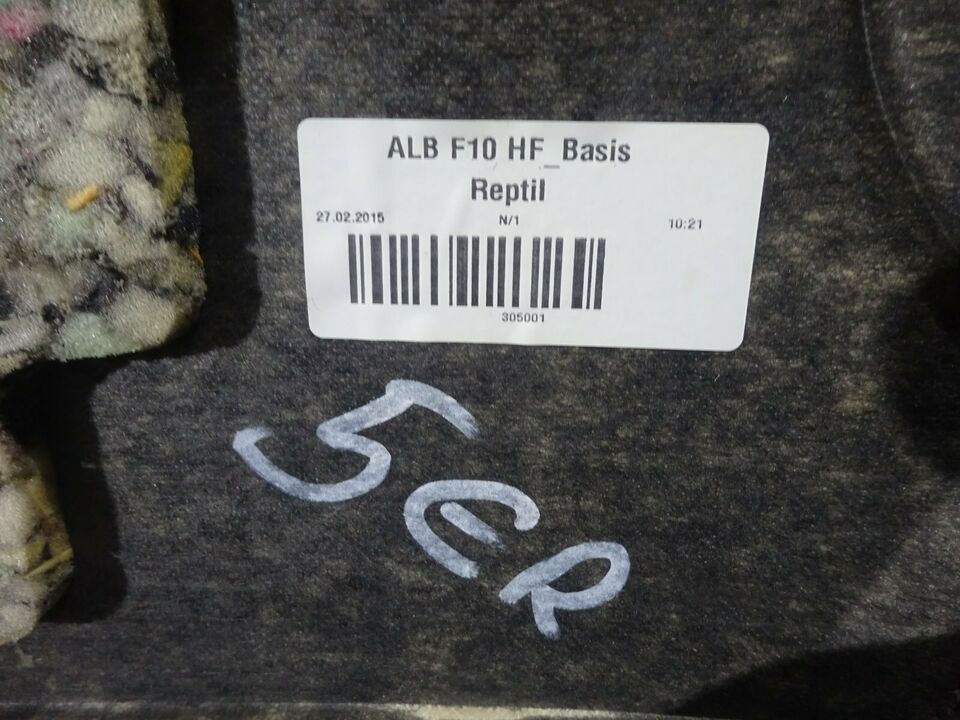 ALB F10 HF_Basis
Reptil
27.02.2015 N/1 10:21
305001
5ER